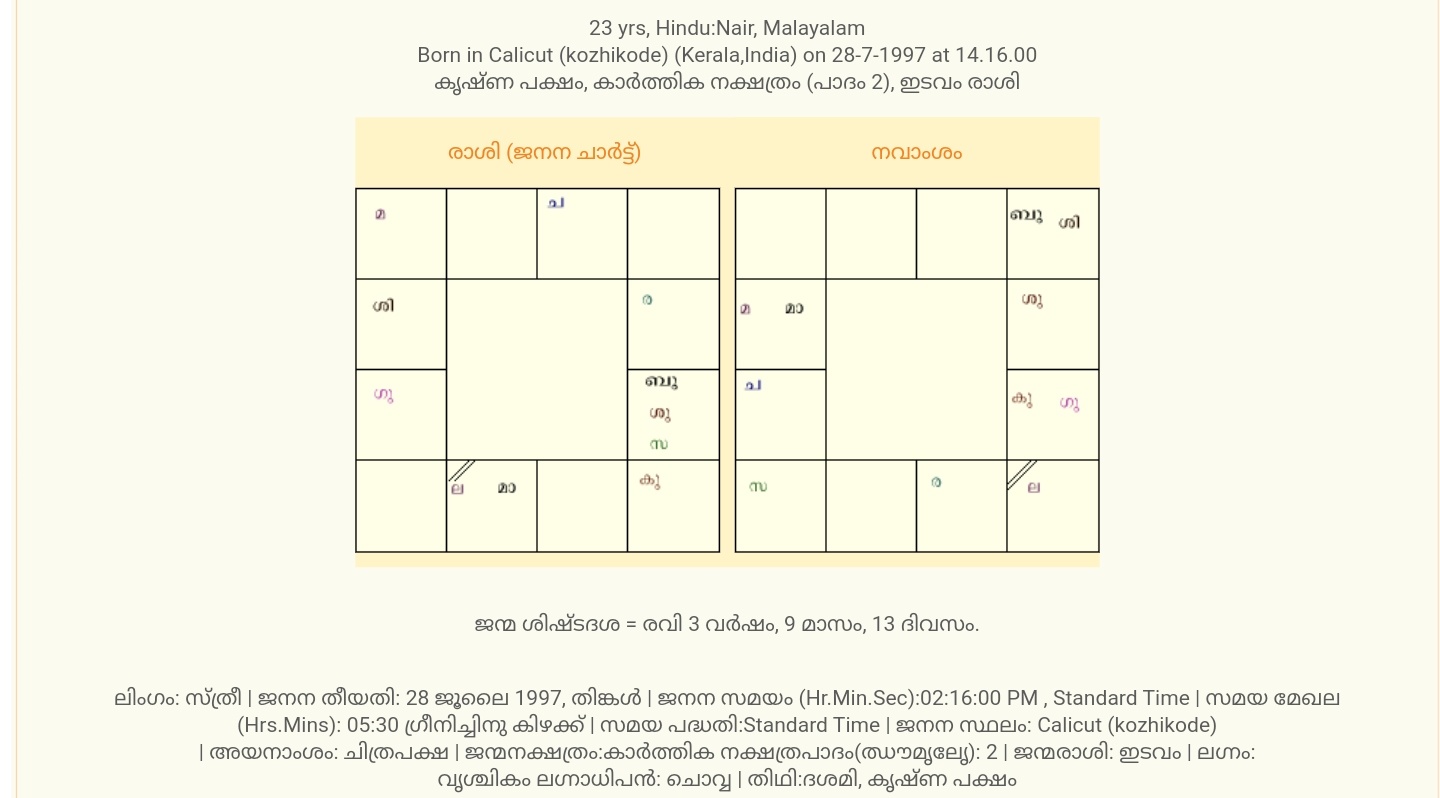 23 yrs, Hindu:Nair, Malayalam
Born in Calicut (kozhikode) (Kerala,India) on 28-7-1997 at 14.16.00
കൃഷ്ണ പക്ഷം, കാർത്തിക നക്ഷത്രം (പാദം 2), ഇടവം രാശി
രാശി (ജനന ചാർട്ട്)
നവാംശം
മ
ച
ശി
ര
ഗു
ബു
ശു
സ
ല മാ
കു
ബു ശി
മ മാ
ശു
ച
കു ഗു
സ
ര
ല
ജന്മ ശിഷ്ടദശ = രവി 3 വർഷം, 9 മാസം, 13 ദിവസം.
ലിംഗം: സ്ത്രീ | ജനന തീയതി: 28 ജൂലൈ 1997, തിങ്കൾ | ജനന സമയം (Hr.Min.Sec):02:16:00 PM , Standard Time | സമയ മേഖല
(Hrs.Mins): 05:30 ഗ്രീനിച്ചിനു കിഴക്ക് | സമയ പദ്ധതി:Standard Time | ജനന സ്ഥലം: Calicut (kozhikode)
| അയനാംശം: ചിത്രപക്ഷ | ജന്മനക്ഷത്രം:കാർത്തിക നക്ഷത്രപാദം(ഝൗമൃലേൃ): 2 | ജന്മരാശി: ഇടവം | ലഗ്നം:
വൃശ്ചികം ലഗ്നാധിപൻ: ചൊവ്വ | തിഥി:ദശമി, കൃഷ്ണ പക്ഷം